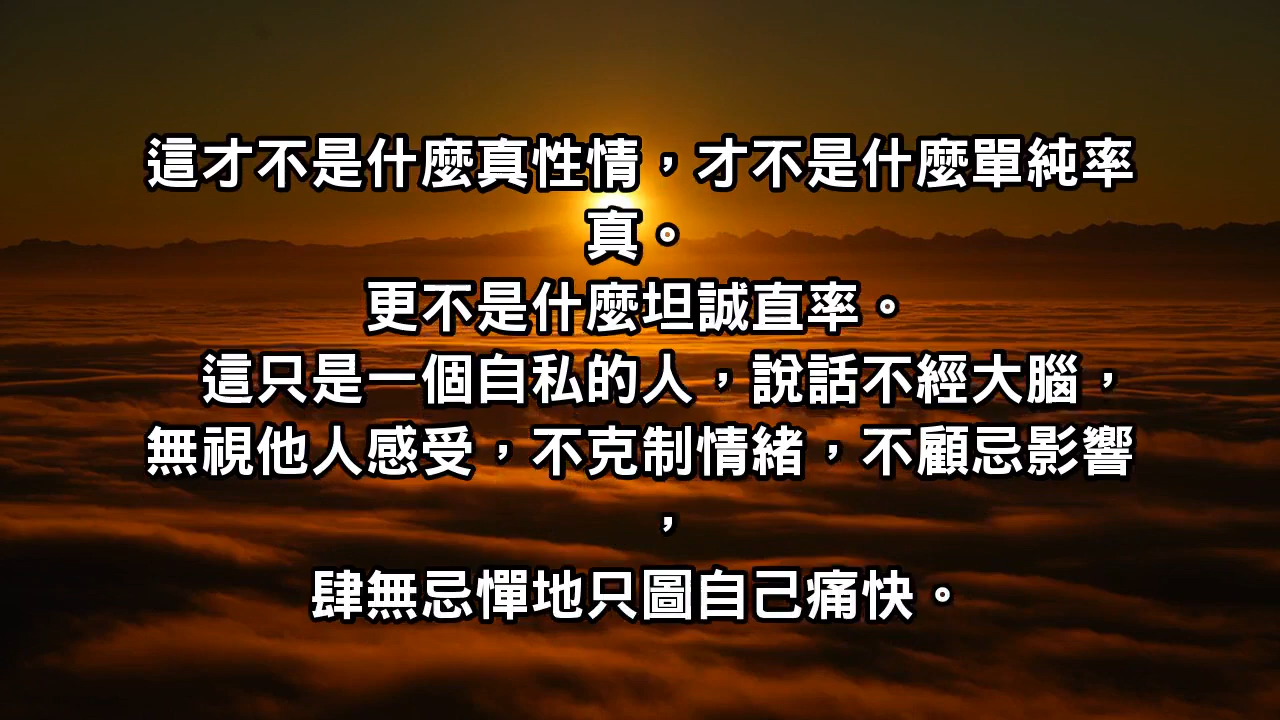 這才不是什麼真性情，才不是什麼單純率
真。
更不是什麼坦誠直率。
這只是一個自私的人，說話不經大腦，
無視他人感受，不克制情緒，不顧忌影響
，
肆無忌憚地只圖自己痛快。